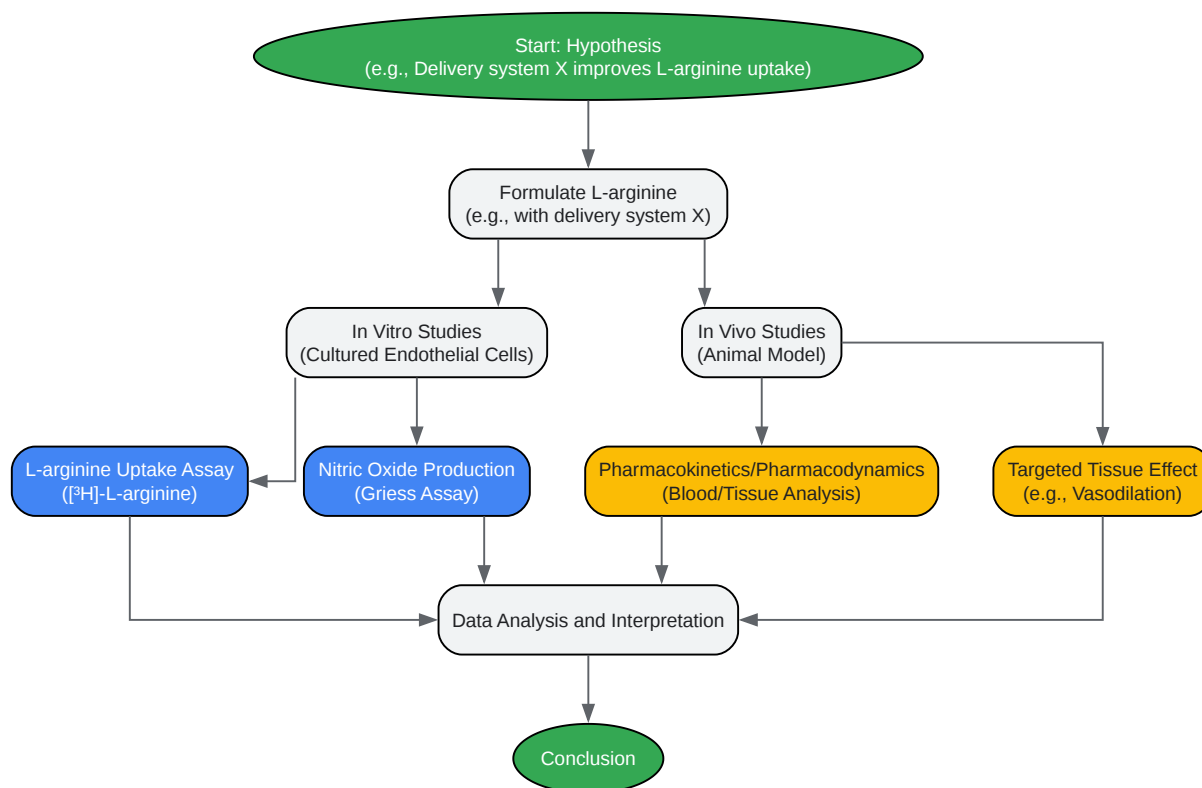 Start: Hypothesis
(e.g., Delivery system X improves L-arginine uptake)
Formulate L-arginine
(e.g., with delivery system X)
In Vitro Studies
(Cultured Endothelial Cells)
In Vivo Studies
(Animal Model)
L-arginine Uptake Assay
([³H]-L-arginine)
Nitric Oxide Production
(Griess Assay)
Pharmacokinetics/Pharmacodynamics
(Blood/Tissue Analysis)
Targeted Tissue Effect
(e.g., Vasodilation)
Data Analysis and Interpretation
Conclusion